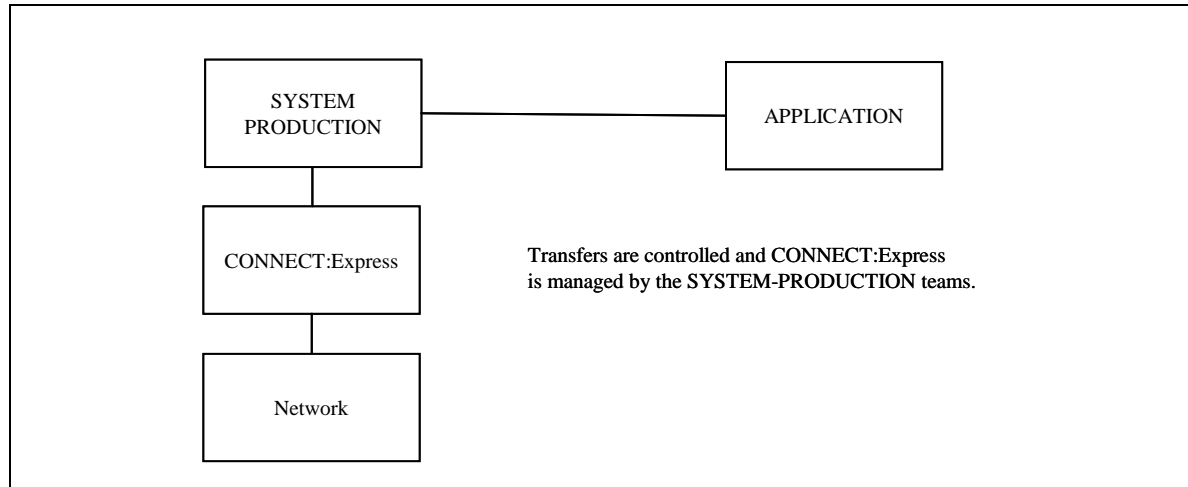 SYSTEM
PRODUCTION
APPLICATION
CONNECT:Express
Transfers are controlled and CONNECT:Express
is managed by the SYSTEM-PRODUCTION teams.
Network